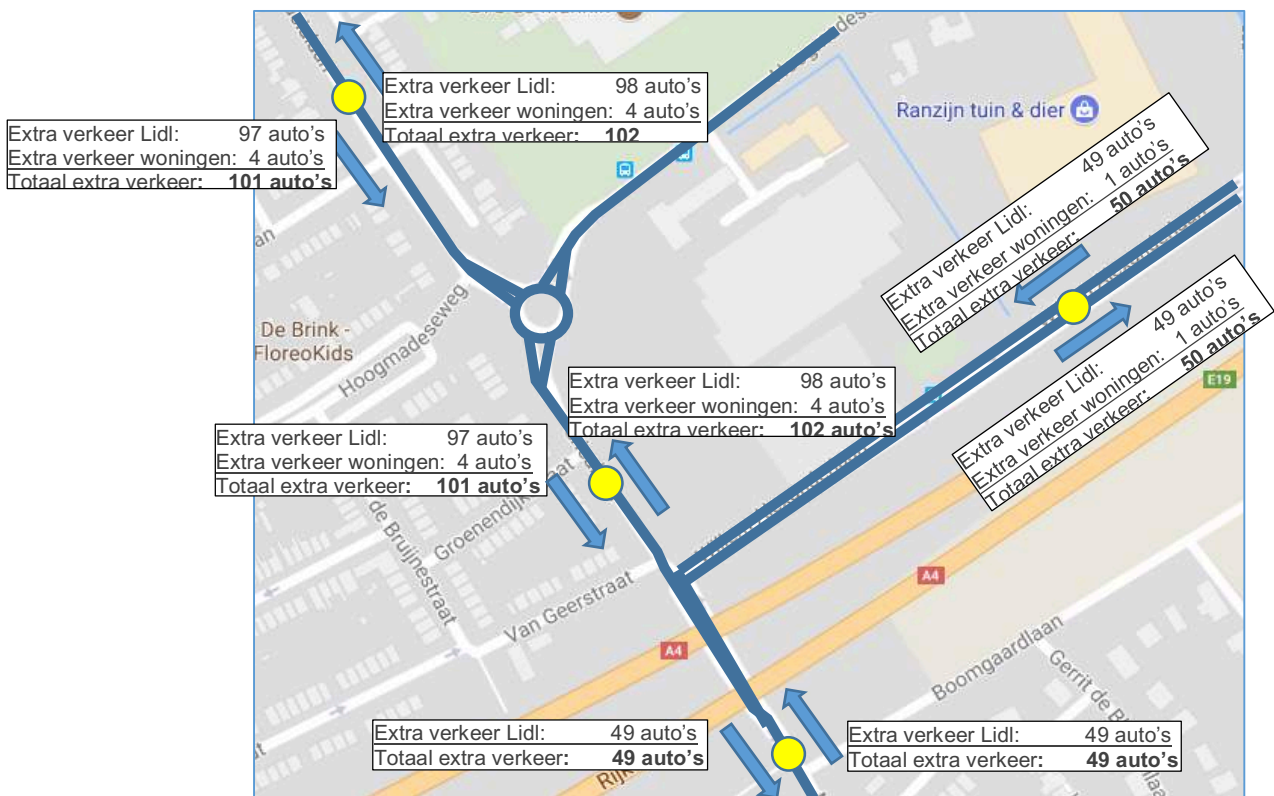 Extra verkeer Lidl: 98 auto's
Extra verkeer woningen: 4 auto's
Totaal extra verkeer: 102
Extra verkeer Lidl: 97 auto's
Extra verkeer woningen: 4 auto's
Totaal extra verkeer: 101 auto's
Ranzijn tuin & dier
Extra verkeer Lidl: 49 auto's
Extra verkeer woningen: 1 auto's
Totaal extra verkeer: 50 auto's
Extra verkeer Lidl: 49 auto's
Extra verkeer woningen: 1 auto's
Totaal extra verkeer: 50 auto's
E19
De Brink -
FloreoKids
Hoogmadeseweg
Extra verkeer Lidl: 98 auto's
Extra verkeer woningen: 4 auto's
Totaal extra verkeer: 102 auto's
Extra verkeer Lidl: 97 auto's
Extra verkeer woningen: 4 auto's
Totaal extra verkeer: 101 auto's
de Bruijnestraat
Van Geerstraat
A4
A4
Boomgaardlaan
Gerrit de
Extra verkeer Lidl: 49 auto's
Totaal extra verkeer: 49 auto's
Extra verkeer Lidl: 49 auto's
Totaal extra verkeer: 49 auto's